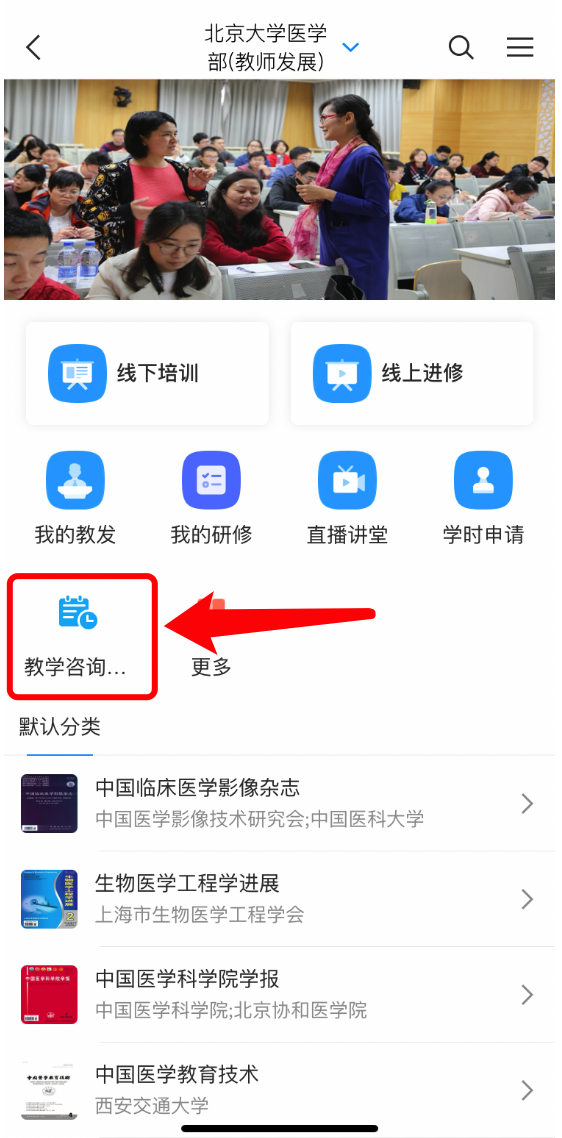 北京大学医学
部(教师发展)
线下培训
线上进修
我的教发
我的研修
直播讲堂
学时申请
教学咨询...
更多
默认分类
中国临床医学影像杂志
中国医学影像技术研究会;中国医科大学
生物医学工程学进展
上海市生物医学工程学会
中国医学科学院学报
中国医学科学院;北京协和医学院
中国医学教育技术
西安交通大学